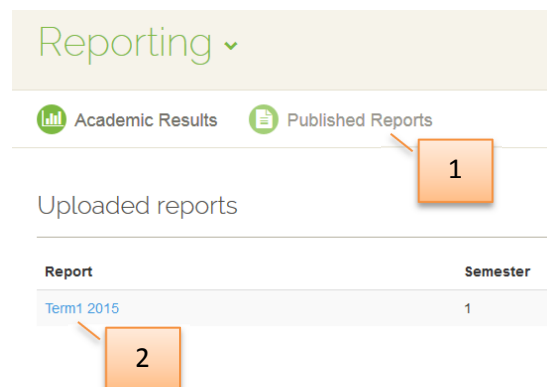 Reporting
Academic Results Published Reports
1
Uploaded reports
Report Semester
Term1 2015 1
2